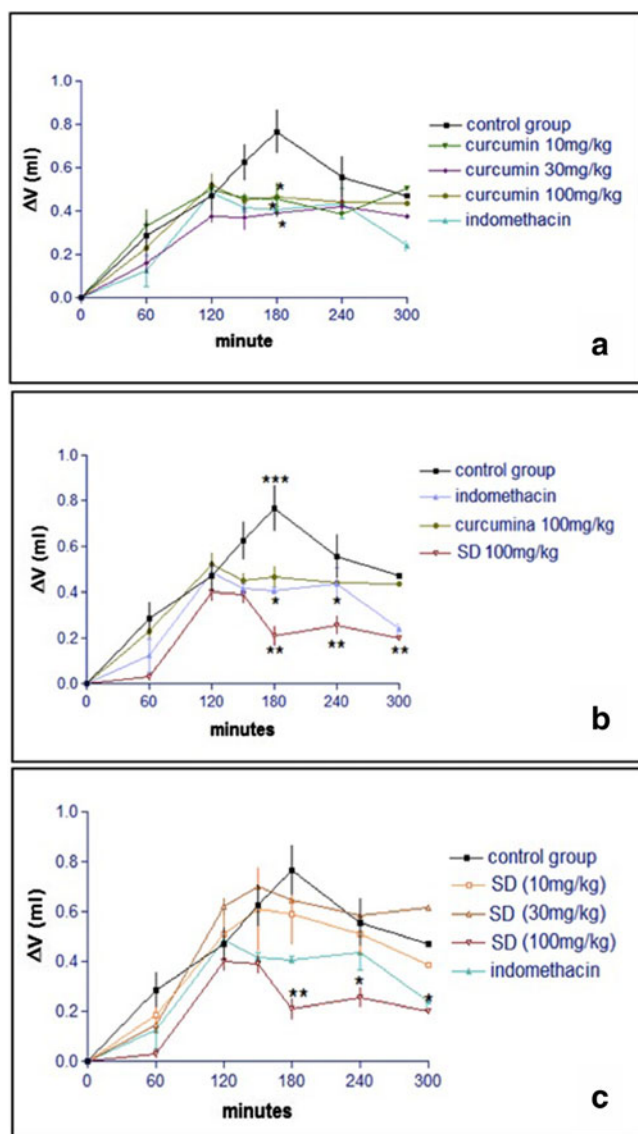 1.0
0.8
0.6
0.4
0.2
0.0
ΔV (ml)
control group
curcumin 10mg/kg
curcumin 30mg/kg
curcumin 100mg/kg
indomethacin
*
*
*
0 60 120 180 240 300
minute
a
1.0
0.8
0.6
0.4
0.2
0.0
ΔV (ml)
control group
indomethacin
curcumina 100mg/kg
SD 100mg/kg
***
* *
** ** **
0 60 120 180 240 300
minutes
b
1.0
0.8
0.6
0.4
0.2
0.0
ΔV (ml)
control group
SD (10mg/kg)
SD (30mg/kg)
SD (100mg/kg)
indomethacin
** * *
0 60 120 180 240 300
minutes
c